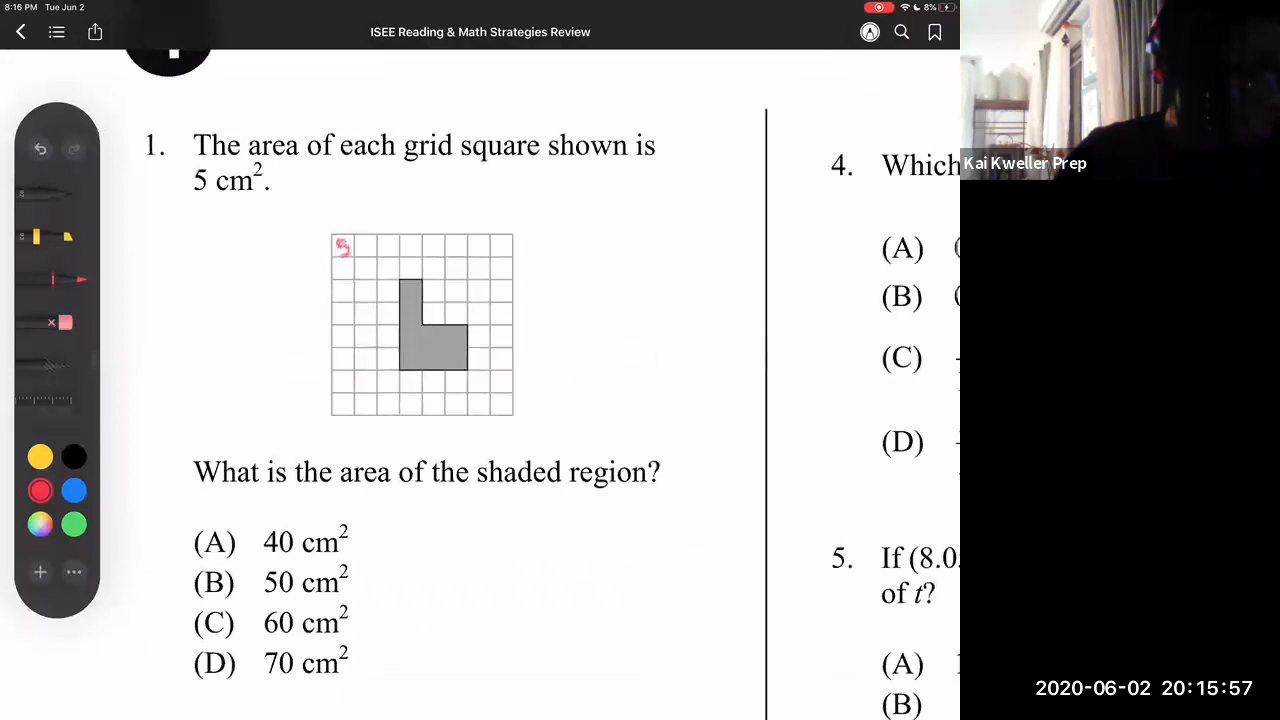 8:16 PM Tue Jun 2
8%
ISEE Reading & Math Strategies Review
1. The area of each grid square shown is
5 cm².
5
What is the area of the shaded region?
(A) 40 cm²
(B) 50 cm²
(C) 60 cm²
(D) 70 cm²
4. Which
(A)
(B)
(C)
(D)
5. If (8.0
of t?
(A)
(B)
Kai Kweller Prep
2020-06-02 20:15:57